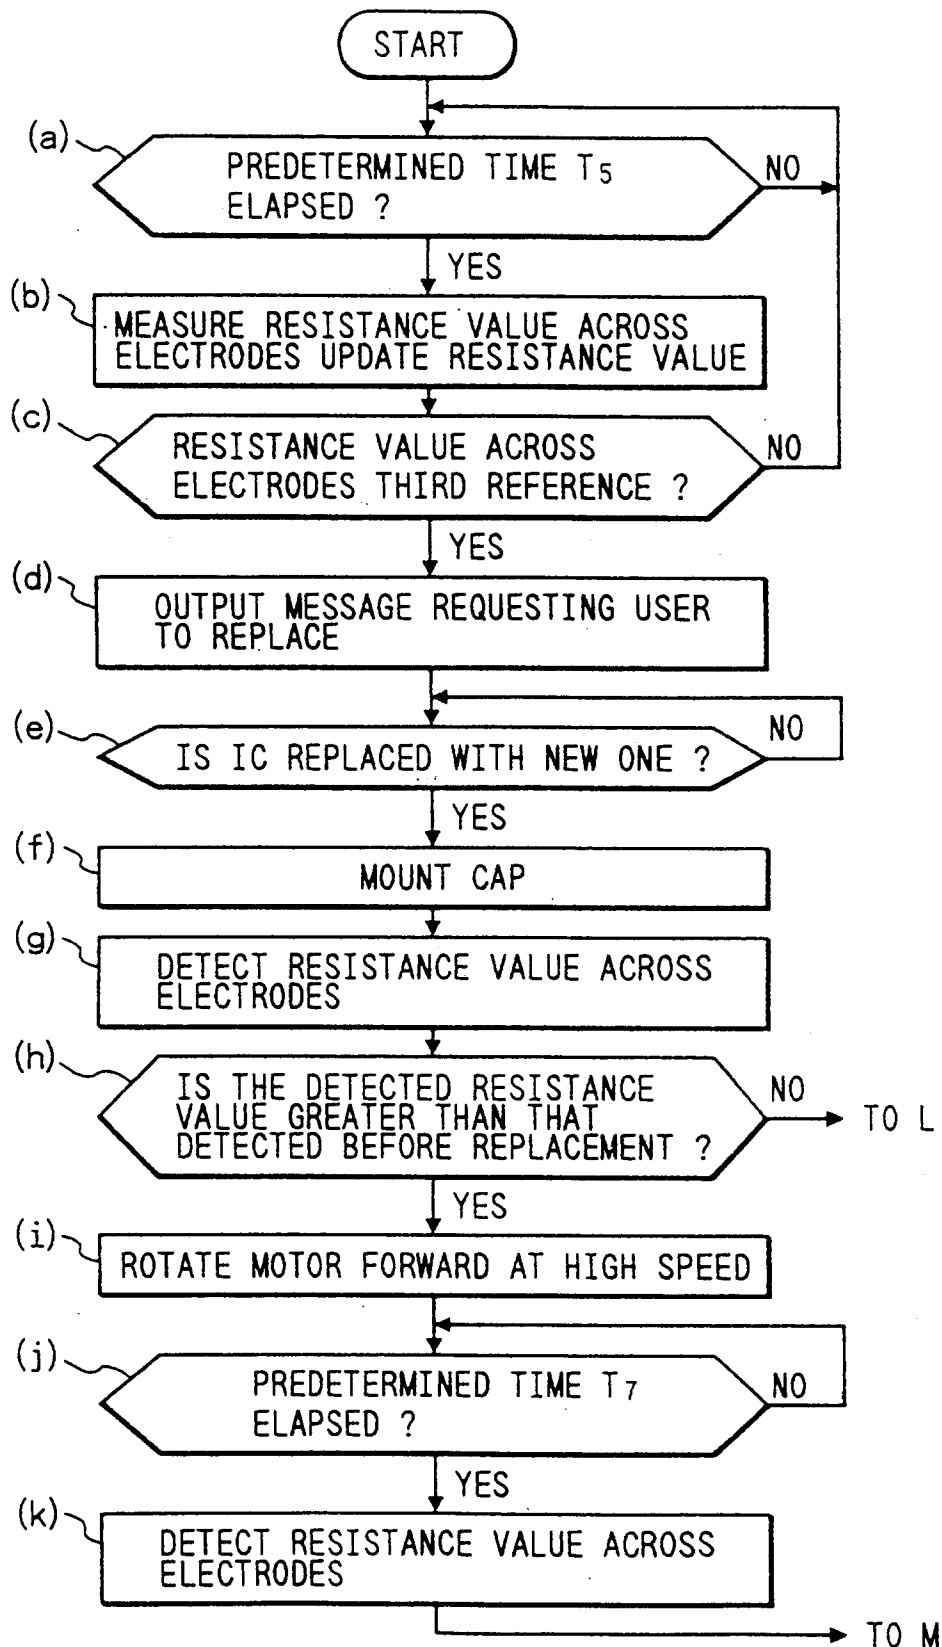 START
(a)
PREDETERMINED TIME T5
ELAPSED ?
NO
YES
(b)
MEASURE RESISTANCE VALUE ACROSS
ELECTRODES UPDATE RESISTANCE VALUE
(c)
RESISTANCE VALUE ACROSS
ELECTRODES THIRD REFERENCE ?
NO
YES
(d)
OUTPUT MESSAGE REQUESTING USER
TO REPLACE
(e)
IS IC REPLACED WITH NEW ONE ?
NO
YES
(f)
MOUNT CAP
(g)
DETECT RESISTANCE VALUE ACROSS
ELECTRODES
(h)
IS THE DETECTED RESISTANCE
VALUE GREATER THAN THAT
DETECTED BEFORE REPLACEMENT ?
NO
TO L
YES
(i)
ROTATE MOTOR FORWARD AT HIGH SPEED
(j)
PREDETERMINED TIME T7
ELAPSED ?
NO
YES
(k)
DETECT RESISTANCE VALUE ACROSS
ELECTRODES
TO M